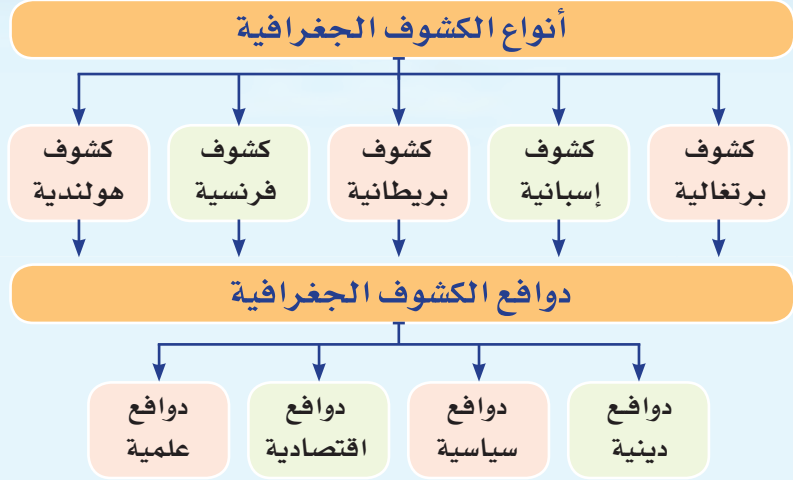 أنواع الكشوف الجغرافية
كشوف
برتغالية
كشوف
إسبانية
كشوف
بريطانية
كشوف
فرنسية
كشوف
هولندية
دوافع الكشوف الجغرافية
دوافع
دينية
دوافع
سياسية
دوافع
اقتصادية
دوافع
علمية